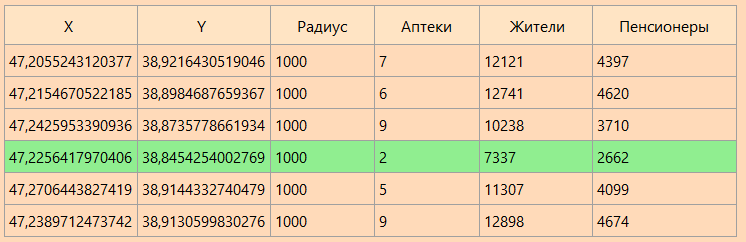 X Y Радиус Аптеки Жители Пенсионеры
47,2055243120377 38,9216430519046 1000 7 12121 4397
47,2154670522185 38,8984687659367 1000 6 12741 4620
47,2425953390936 38,8735778661934 1000 9 10238 3710
47,2256417970406 38,8454254002769 1000 2 7337 2662
47,2706443827419 38,9144332740479 1000 5 11307 4099
47,2389712473742 38,9130599830276 1000 9 12898 4674